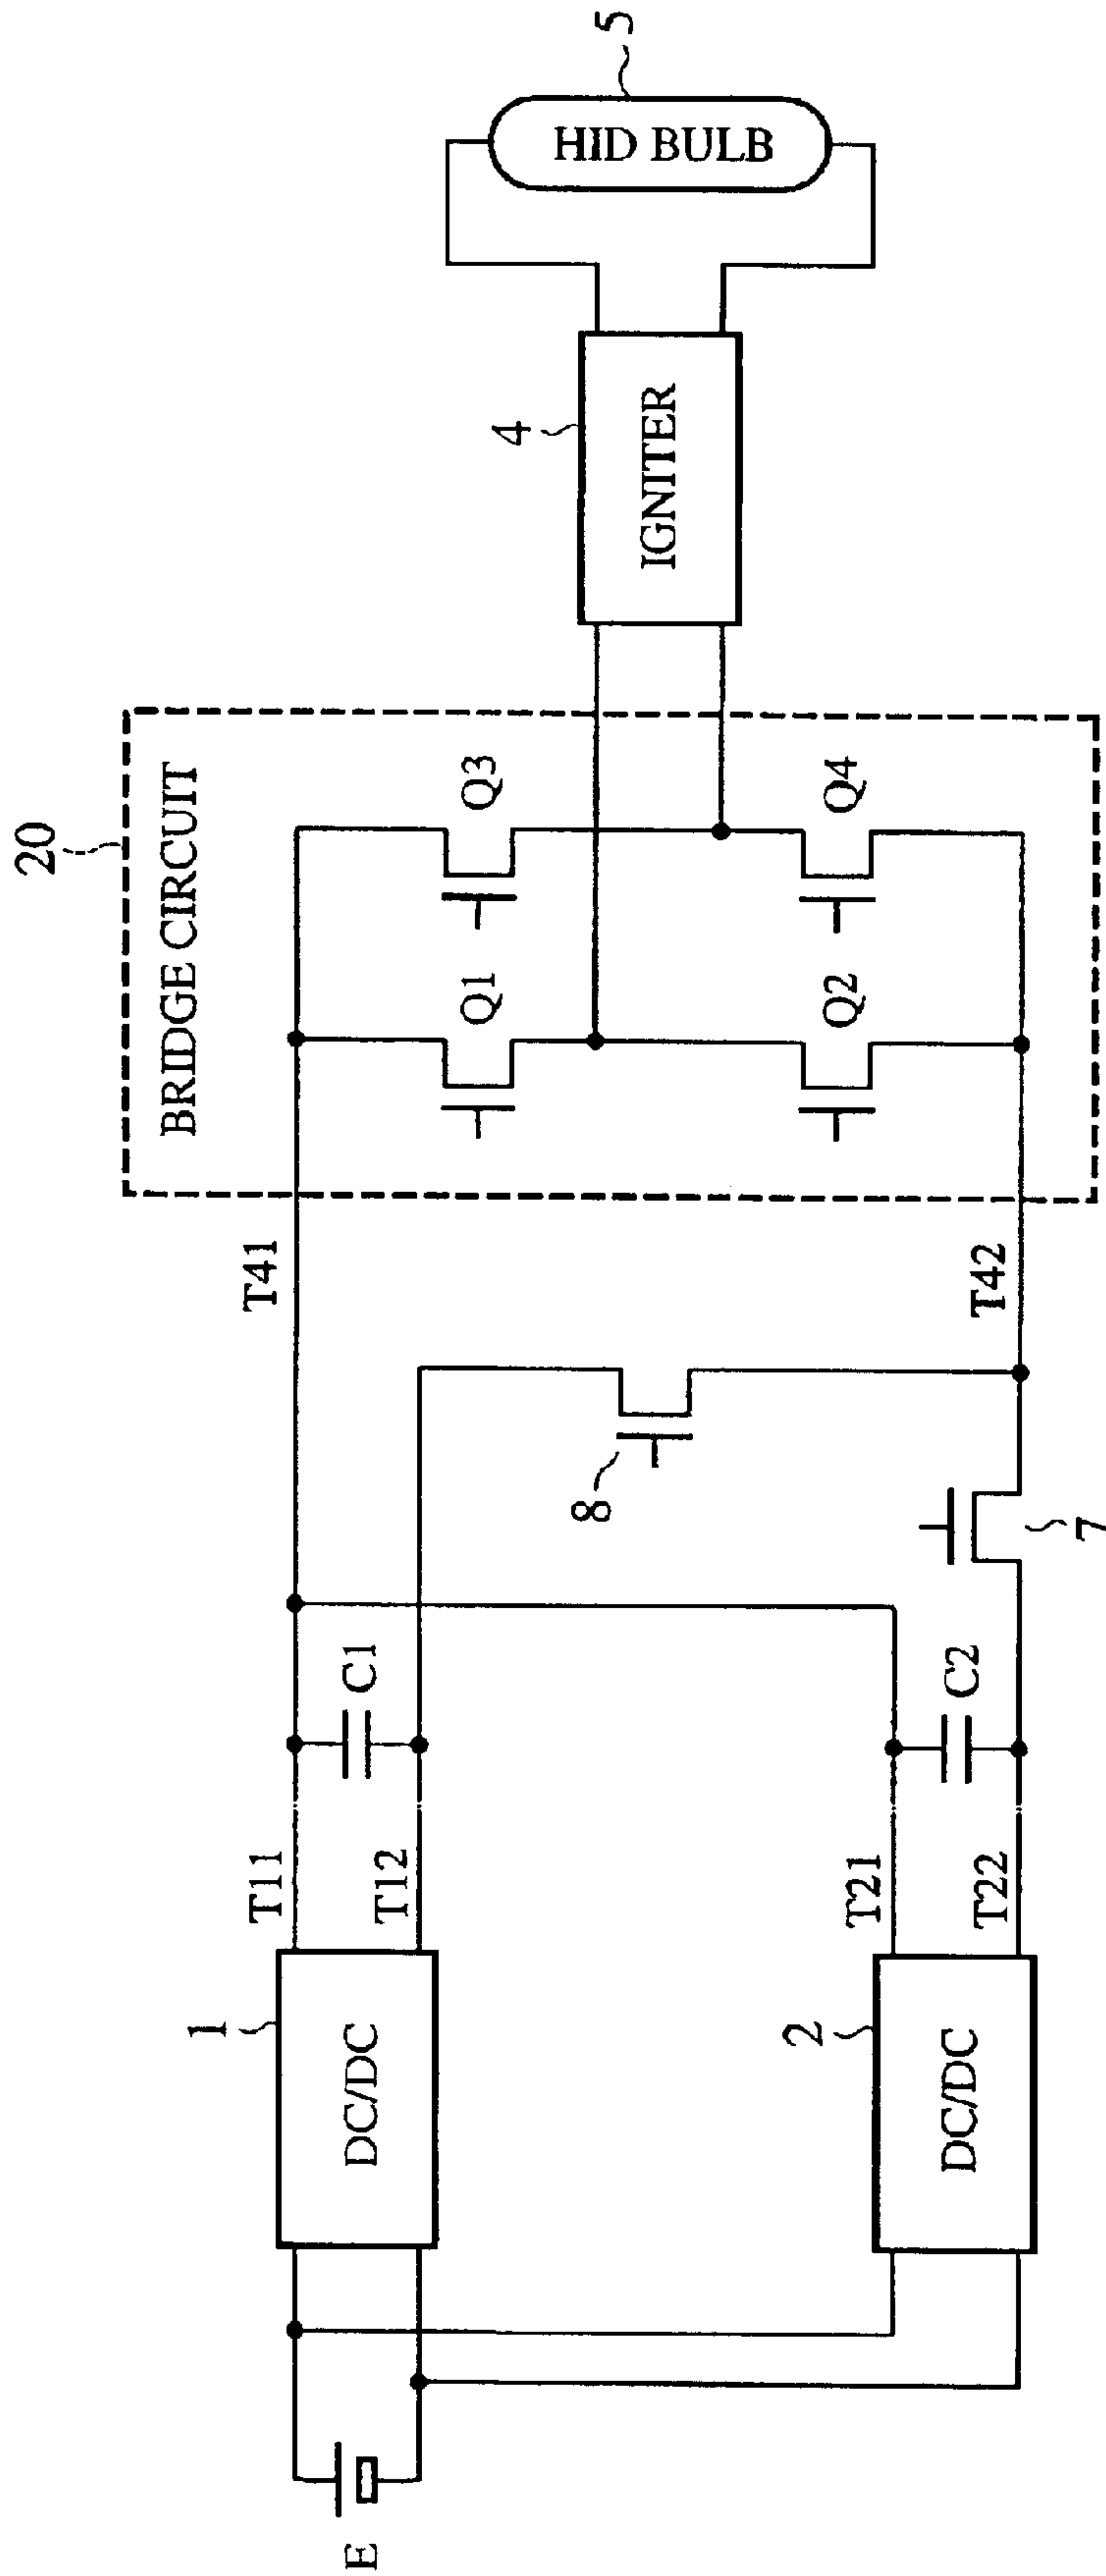 20
BRIDGE CIRCUIT
T41
T11
C1
T12
1
DC/DC
E
Q1
Q3
4
IGNITER
5
HID BULB
8
Q2
Q4
T42
T21
C2
T22
2
DC/DC
7